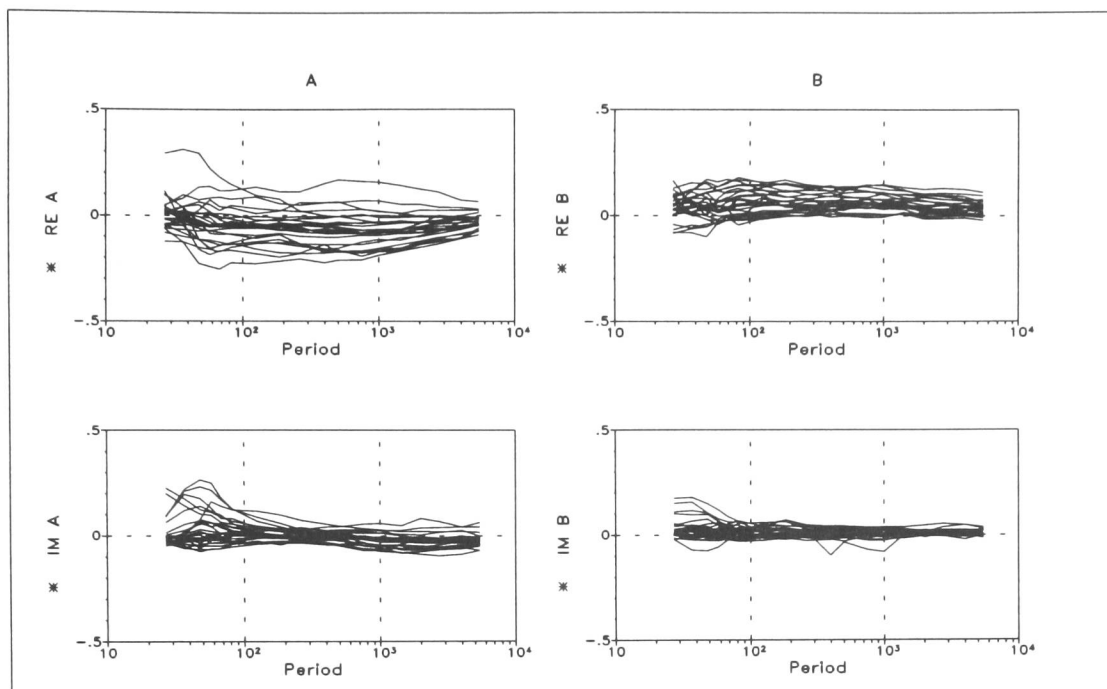 A B
.5 .5
* RE A 0 * RE B 0
-.5 -.5
10 10² 10³ 10⁴ 10 10² 10³ 10⁴
Period Period
.5 .5
* IM A 0 * IM B 0
-.5 -.5
10 10² 10³ 10⁴ 10 10² 10³ 10⁴
Period Period